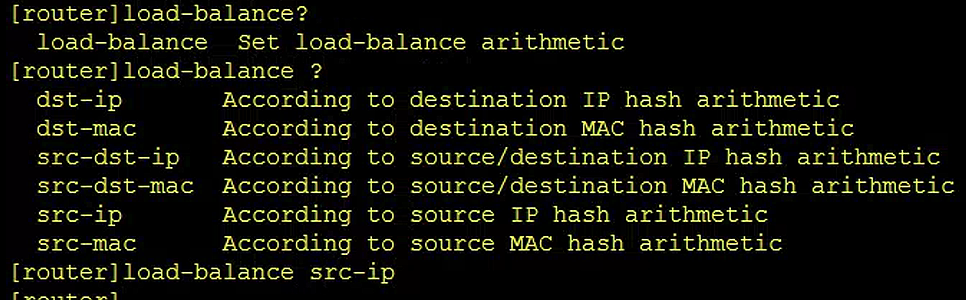 [router]load-balance?
load-balance  Set load-balance arithmetic
[router]load-balance ?
dst-ip       According to destination IP hash arithmetic
dst-mac      According to destination MAC hash arithmetic
src-dst-ip   According to source/destination IP hash arithmetic
src-dst-mac  According to source/destination MAC hash arithmetic
src-ip       According to source IP hash arithmetic
src-mac      According to source MAC hash arithmetic
[router]load-balance src-ip
[router]